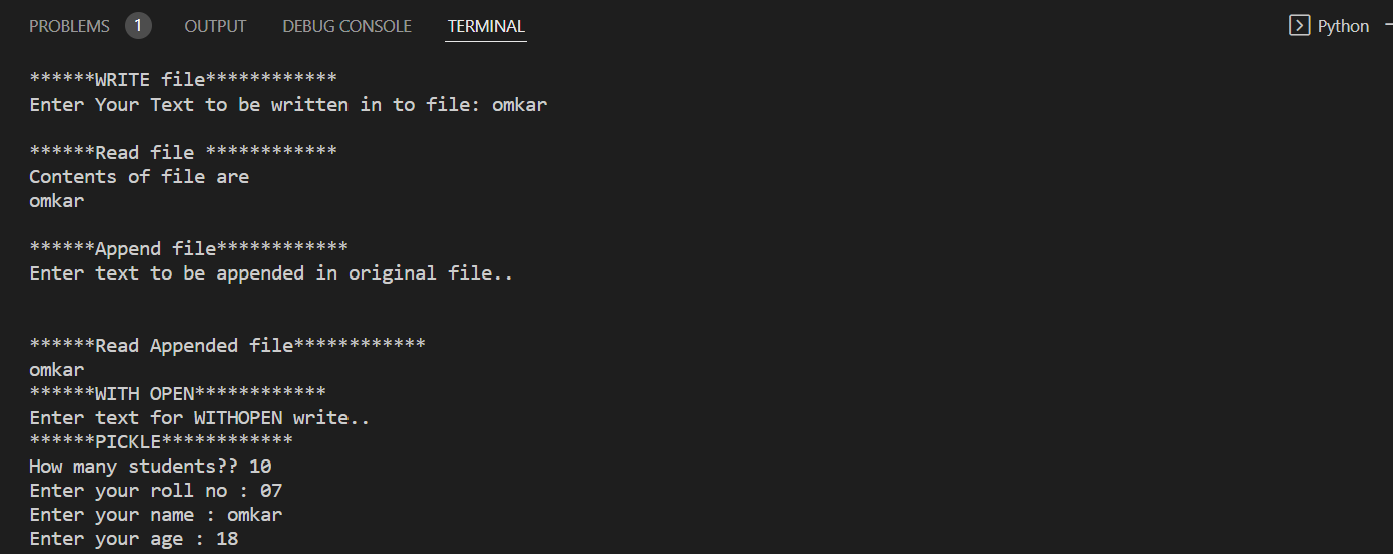 PROBLEMS 1 OUTPUT DEBUG CONSOLE TERMINAL Python
******WRITE file************
Enter Your Text to be written in to file: omkar
******Read file ************
Contents of file are
omkar
******Append file************
Enter text to be appended in original file..
******Read Appended file************
omkar
******WITH OPEN************
Enter text for WITHOPEN write..
******PICKLE************
How many students?? 10
Enter your roll no : 07
Enter your name : omkar
Enter your age : 18